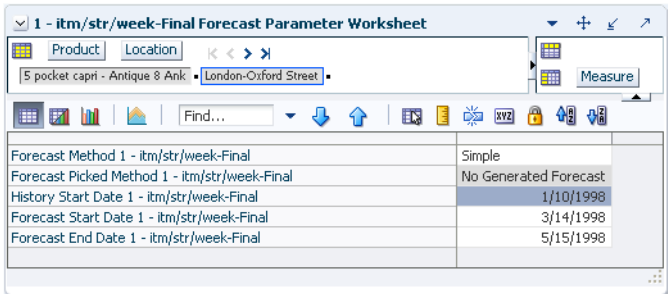 1 - itm/str/week-Final Forecast Parameter Worksheet
Product Location
5 pocket capri - Antique 8 Ank London-Oxford Street
Measure
Find... XYZ
Forecast Method 1 - itm/str/week-Final Simple
Forecast Picked Method 1 - itm/str/week-Final No Generated Forecast
History Start Date 1 - itm/str/week-Final 1/10/1998
Forecast Start Date 1 - itm/str/week-Final 3/14/1998
Forecast End Date 1 - itm/str/week-Final 5/15/1998